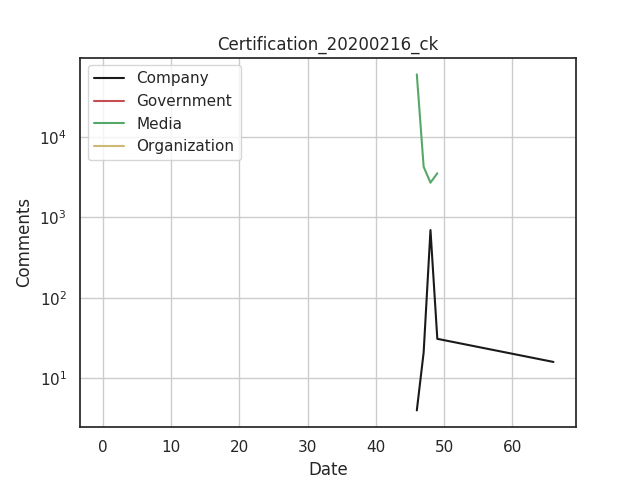 Certification_20200216_ck
Company
Government
Media
Organization
10^4
10^3
10^2
10^1
Comments
0 10 20 30 40 50 60
Date